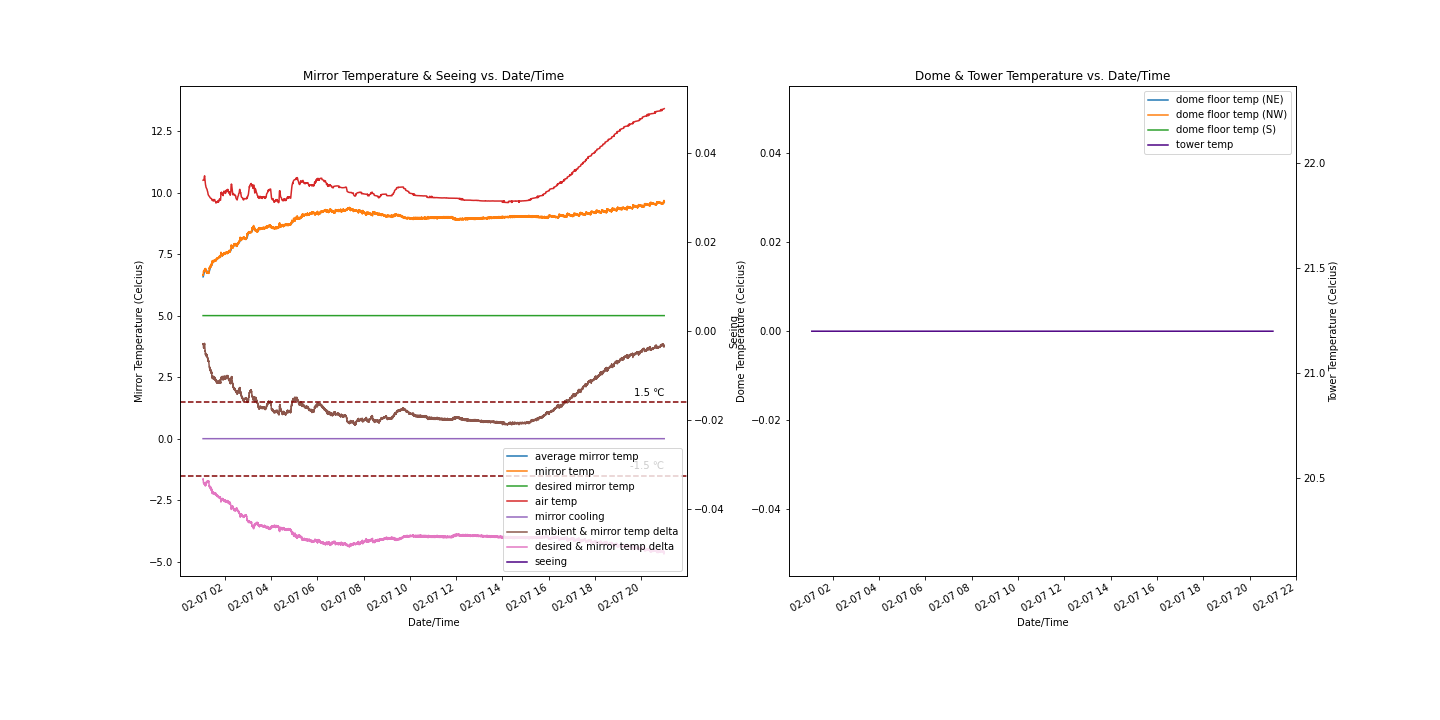 Mirror Temperature & Seeing vs. Date/Time
Mirror Temperature (Celcius)
12.5
10.0
7.5
5.0
2.5
0.0
−2.5
−5.0
0.04
0.02
0.00
−0.02
−0.04
Seeing
1.5 °C
-1.5 °C
average mirror temp
mirror temp
desired mirror temp
air temp
mirror cooling
ambient & mirror temp delta
desired & mirror temp delta
seeing
02-07 02
02-07 04
02-07 06
02-07 08
02-07 10
02-07 12
02-07 14
02-07 16
02-07 18
02-07 20
Date/Time
Dome & Tower Temperature vs. Date/Time
Dome Temperature (Celcius)
0.04
0.02
0.00
−0.02
−0.04
dome floor temp (NE)
dome floor temp (NW)
dome floor temp (S)
tower temp
22.0
21.5
21.0
20.5
Tower Temperature (Celcius)
02-07 02
02-07 04
02-07 06
02-07 08
02-07 10
02-07 12
02-07 14
02-07 16
02-07 18
02-07 20
02-07 22
Date/Time